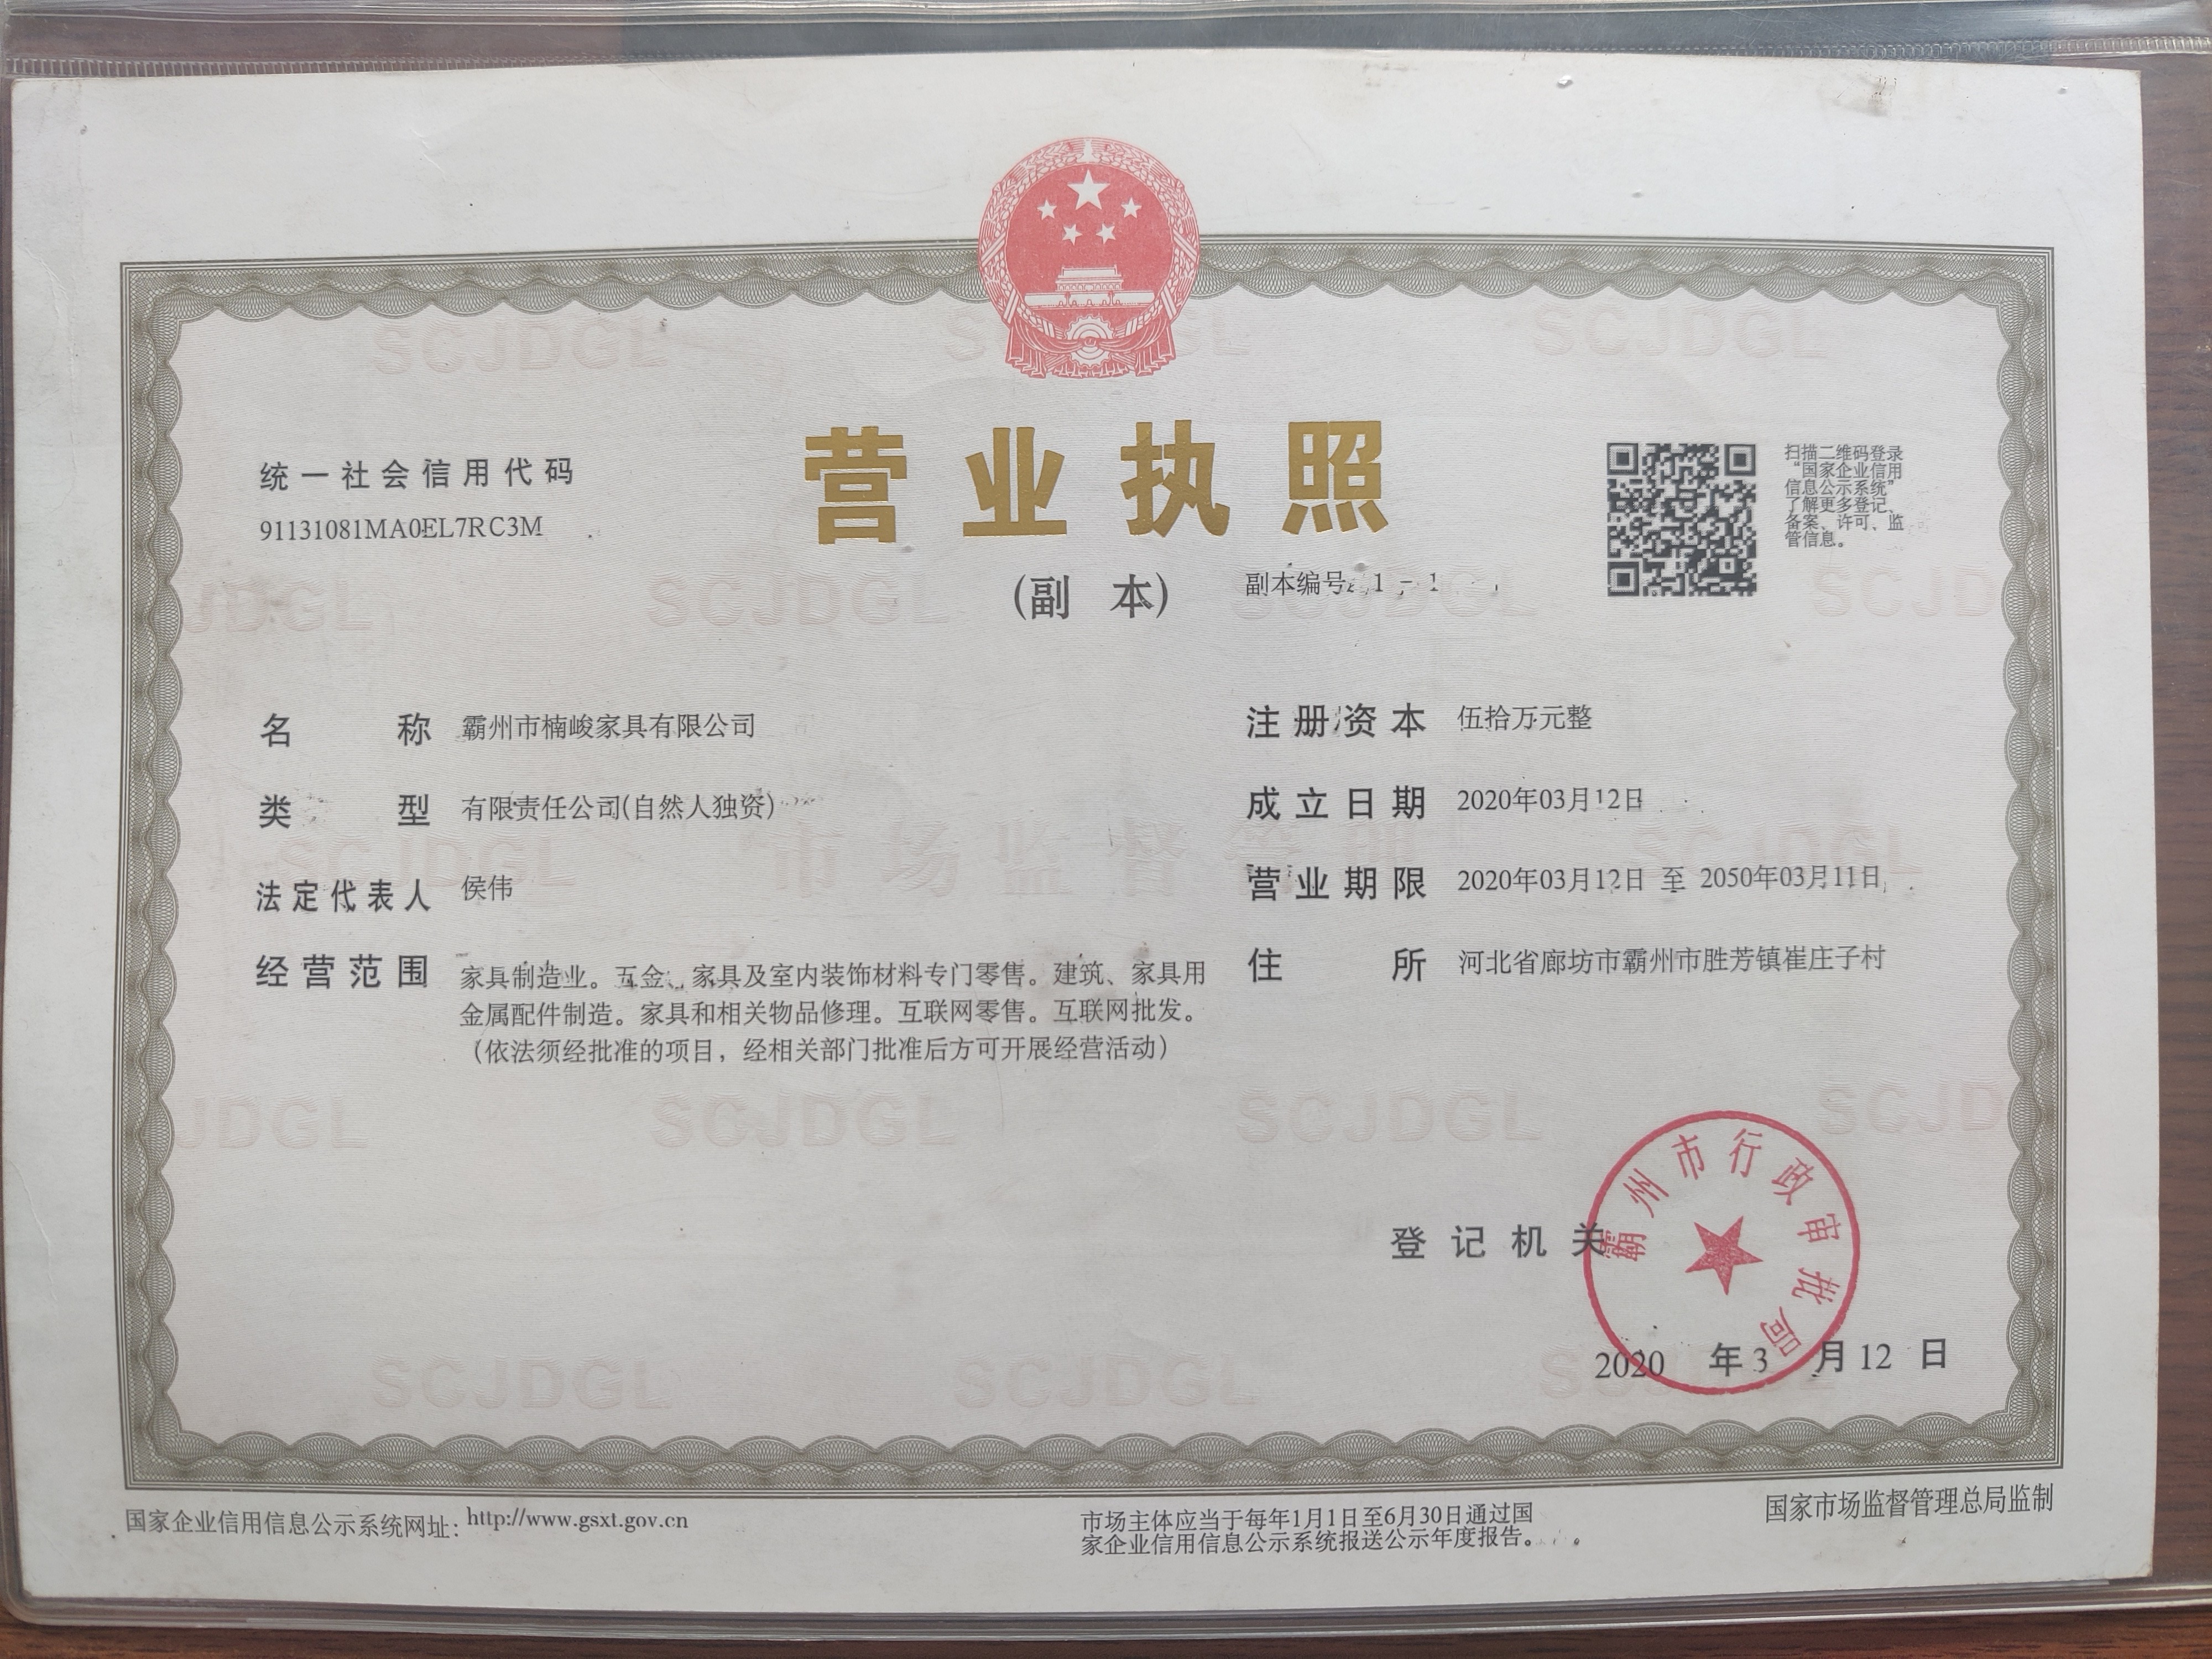 营业执照
(副 本)
副本编号:1-1
统一社会信用代码
91131081MA0EL7RC3M
扫描二维码登录
“国家企业信用
信息公示系统”
了解更多登记、
备案、许可、监
管信息。
名 称 霸州市楠峻家具有限公司
类 型 有限责任公司(自然人独资)
法定代表人 侯伟
经营范围 家具制造业。五金、家具及室内装饰材料专门零售。建筑、家具用
金属配件制造。家具和相关物品修理。互联网零售。互联网批发。
(依法须经批准的项目，经相关部门批准后方可开展经营活动)
注册资本 伍拾万元整
成立日期 2020年03月12日
营业期限 2020年03月12日 至 2050年03月11日
住 所 河北省廊坊市霸州市胜芳镇崔庄子村
登记机关
霸州市行政审批局
2020 年 3 月 12 日
国家企业信用信息公示系统网址: http://www.gsxt.gov.cn
市场主体应当于每年1月1日至6月30日通过国
家企业信用信息公示系统报送公示年度报告。
国家市场监督管理总局监制
SCJDGL
市场监督